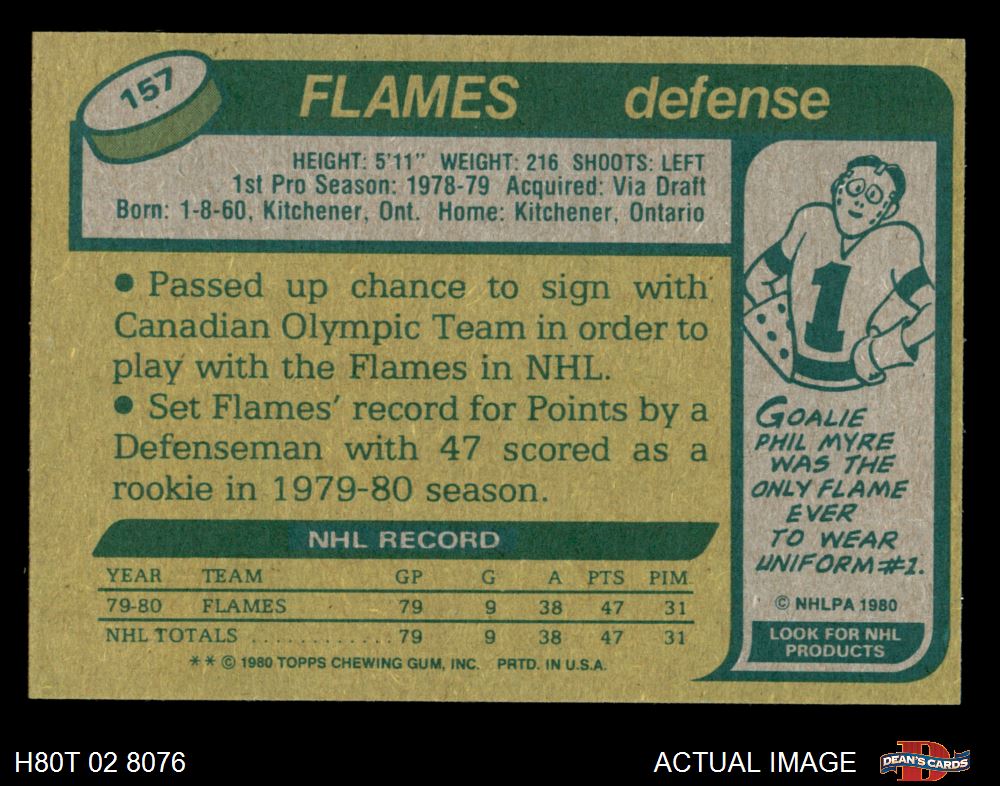 157
FLAMES defense
HEIGHT: 5'11" WEIGHT: 216 SHOOTS: LEFT
1st Pro Season: 1978-79 Acquired: Via Draft
Born: 1-8-60, Kitchener, Ont. Home: Kitchener, Ontario
● Passed up chance to sign with
Canadian Olympic Team in order to
play with the Flames in NHL.
● Set Flames' record for Points by a
Defenseman with 47 scored as a
rookie in 1979-80 season.
NHL RECORD
YEAR TEAM GP G A PTS PIM
79-80 FLAMES 79 9 38 47 31
NHL TOTALS ............ 79 9 38 47 31
** © 1980 TOPPS CHEWING GUM, INC. PRTD. IN U.S.A.
1
GOALIE
PHIL MYRE
WAS THE
ONLY FLAME
EVER
TO WEAR
UNIFORM #1.
© NHLPA 1980
LOOK FOR NHL
PRODUCTS
H80T 02 8076
ACTUAL IMAGE
D
DEAN'S CARDS